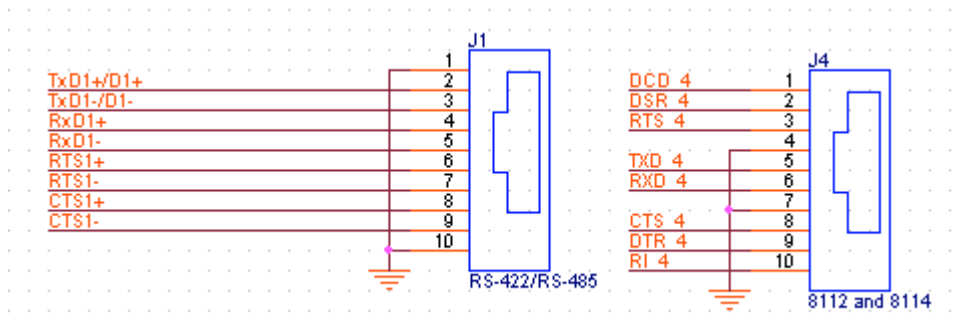 J1
1
TxD1+/D1+ 2
TxD1-/D1- 3
RxD1+ 4
RxD1- 5
RTS1+ 6
RTS1- 7
CTS1+ 8
CTS1- 9
10
RS-422/RS-485
J4
DCD 4 1
DSR 4 2
RTS 4 3
4
TXD 4 5
RXD 4 6
7
CTS 4 8
DTR 4 9
RI 4 10
8112 and 8114